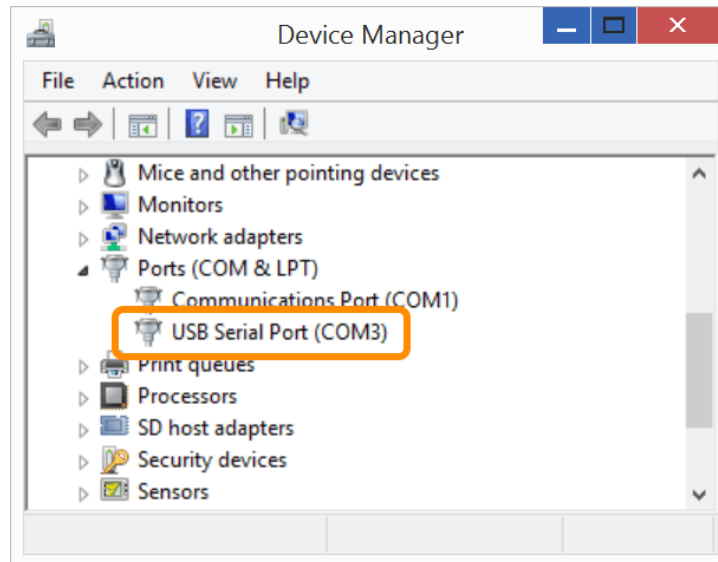 Device Manager
File Action View Help
Mice and other pointing devices
Monitors
Network adapters
Ports (COM & LPT)
Communications Port (COM1)
USB Serial Port (COM3)
Print queues
Processors
SD host adapters
Security devices
Sensors